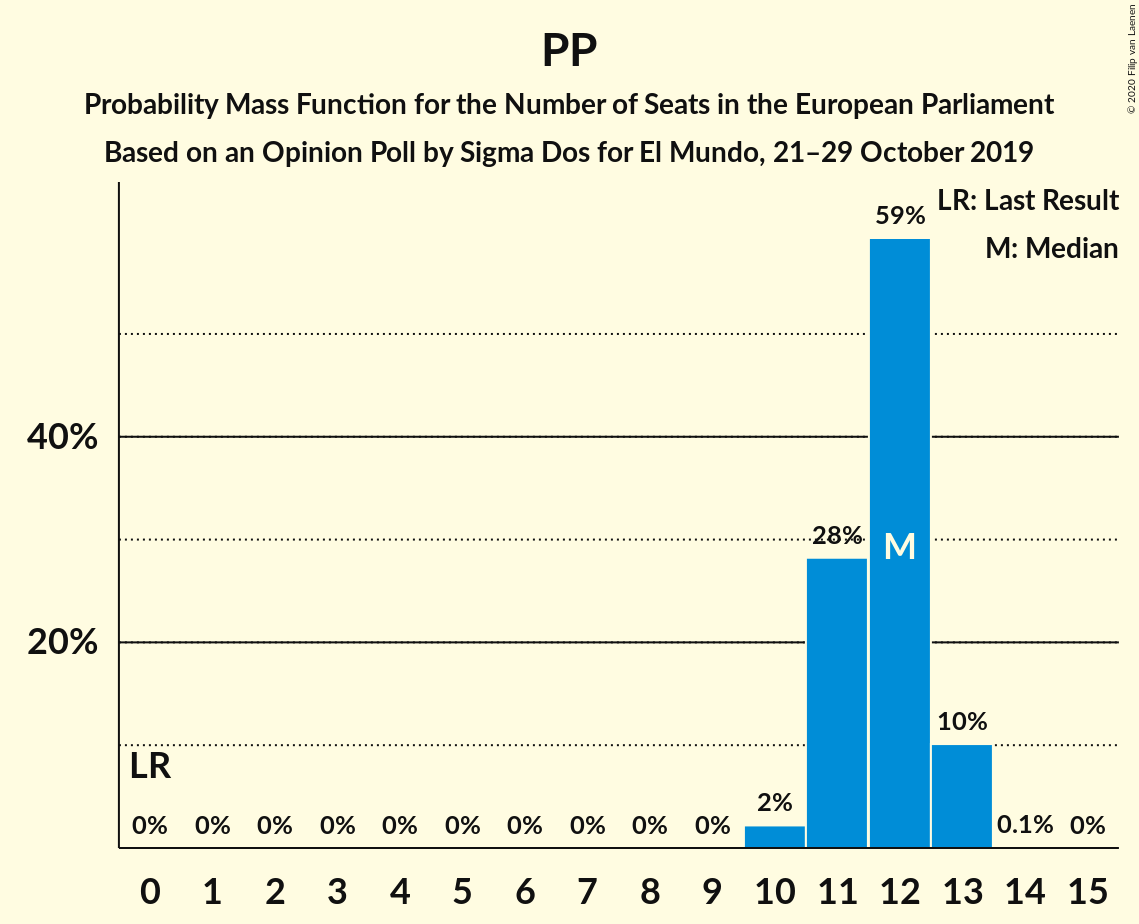 PP
Probability Mass Function for the Number of Seats in the European Parliament
Based on an Opinion Poll by Sigma Dos for El Mundo, 21–29 October 2019
© 2020 Filip van Laenen
LR: Last Result
M: Median
59%
40%
28%
M
20%
10%
LR
2%
0% 0% 0% 0% 0% 0% 0% 0% 0% 0% 0.1% 0%
0 1 2 3 4 5 6 7 8 9 10 11 12 13 14 15